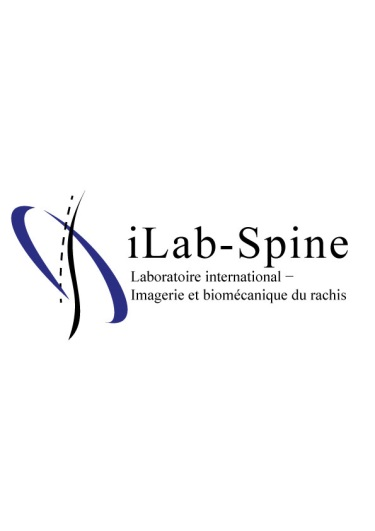 iLab-Spine
Laboratoire international –
Imagerie et biomécanique du rachis